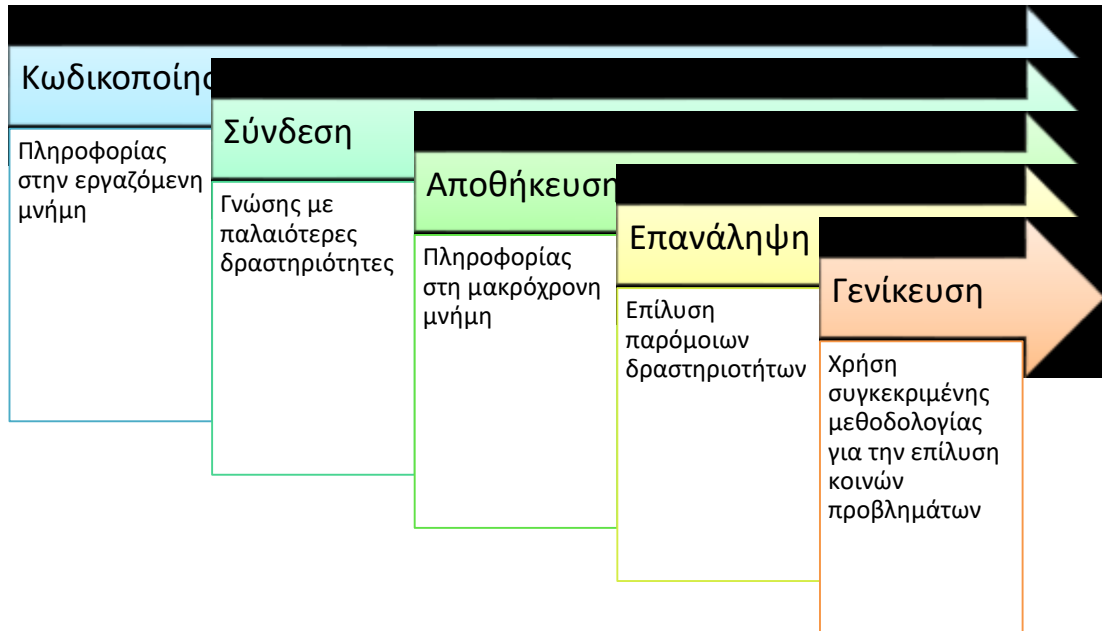 Κωδικοποίησ
Πληροφορίας
στην εργαζόμενη
μνήμη
Σύνδεση
Γνώσης με
παλαιότερες
δραστηριότητες
Αποθήκευση
Πληροφορίας
στη μακρόχρονη
μνήμη
Επανάληψη
Επίλυση
παρόμοιων
δραστηριοτήτων
Γενίκευση
Χρήση
συγκεκριμένης
μεθοδολογίας
για την επίλυση
κοινών
προβλημάτων